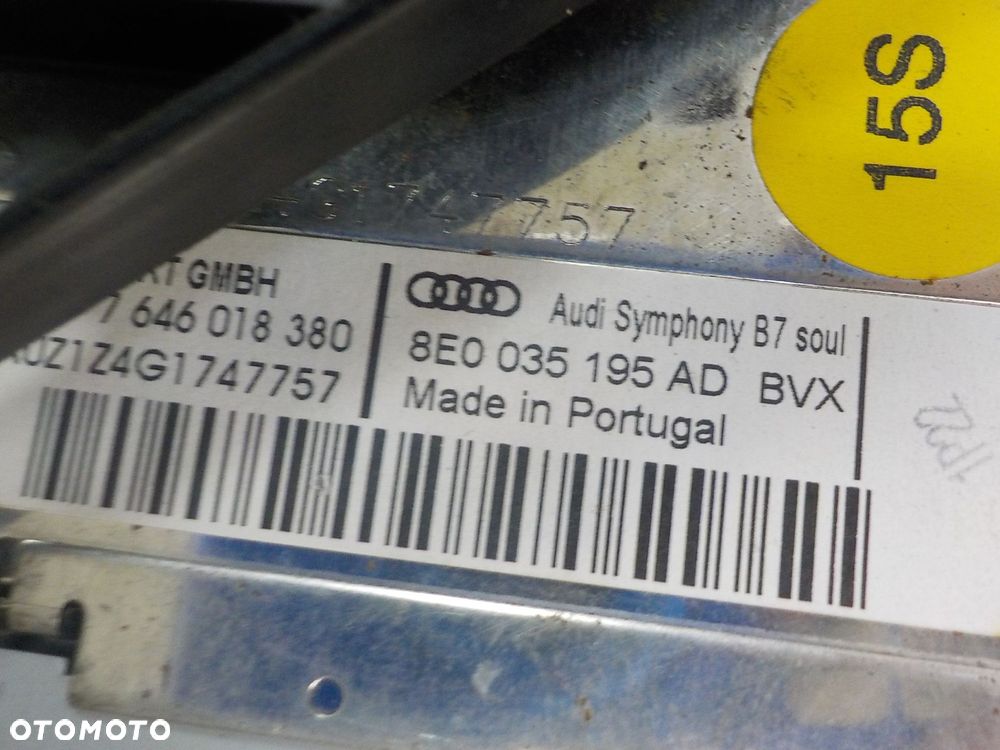 15S
1747757
GMBH
7 646 018 380
AUZ1Z4G1747757
Audi Symphony B7 soul
8E0 035 195 AD BVX
Made in Portugal
OTOMOTO